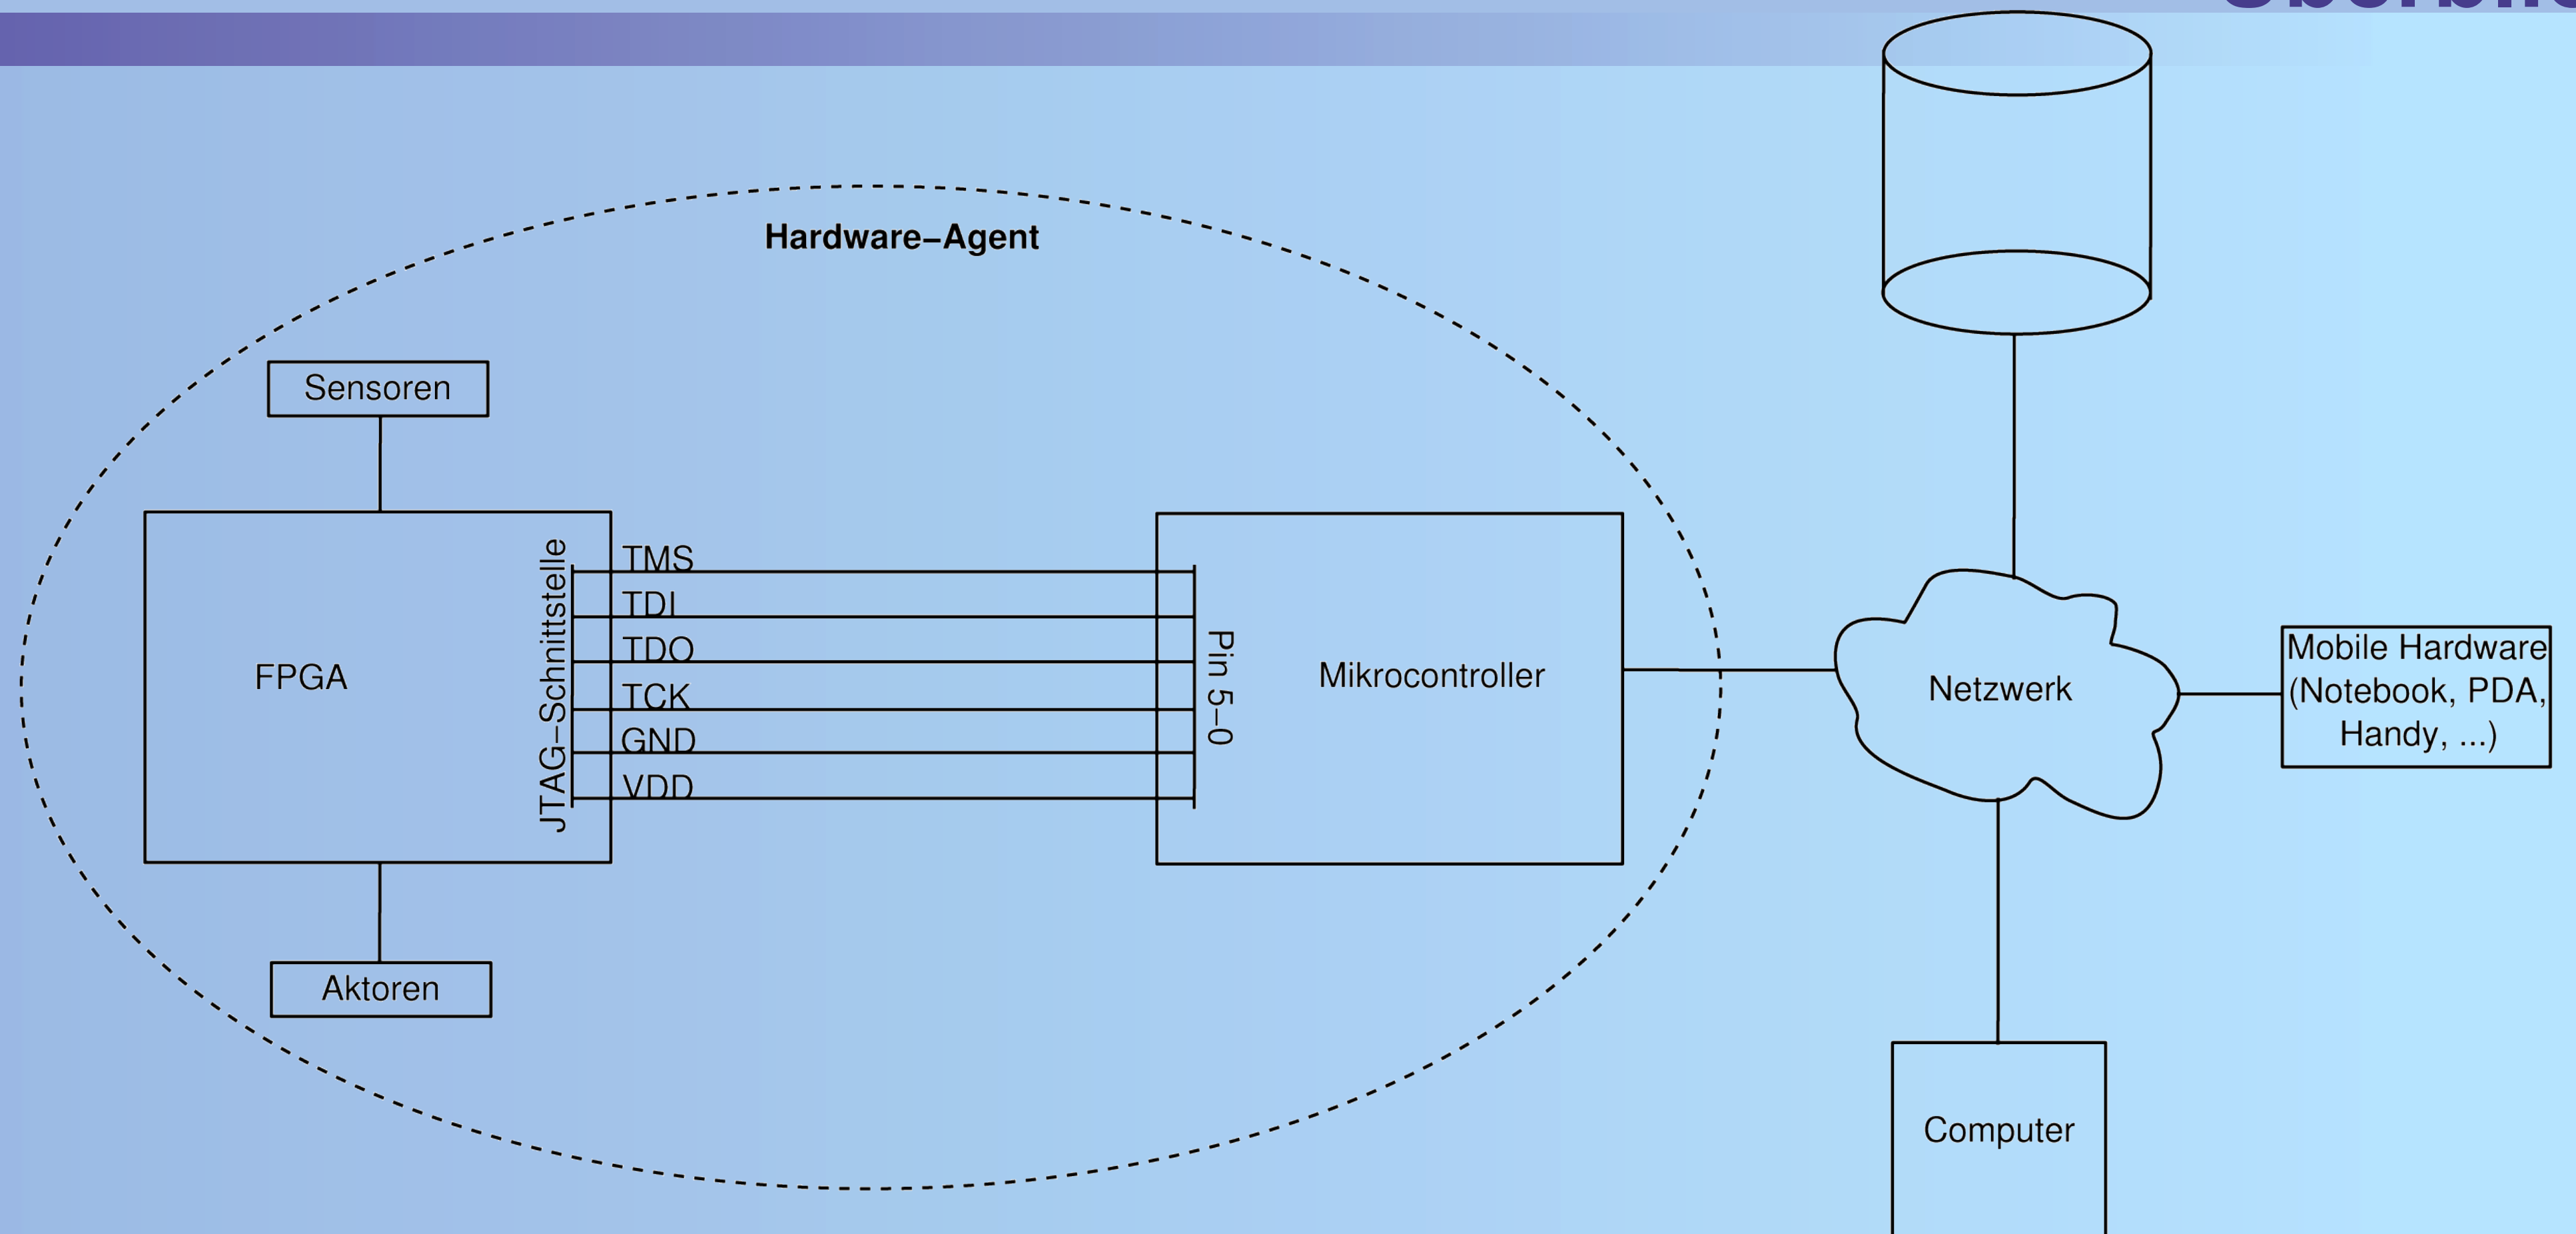 Hardware–Agent
Sensoren
FPGA
JTAG–Schnittstelle
TMS
TDI
TDO
TCK
GND
VDD
Pin 5–0
Mikrocontroller
Aktoren
Netzwerk
Mobile Hardware
(Notebook, PDA,
Handy, ...)
Computer